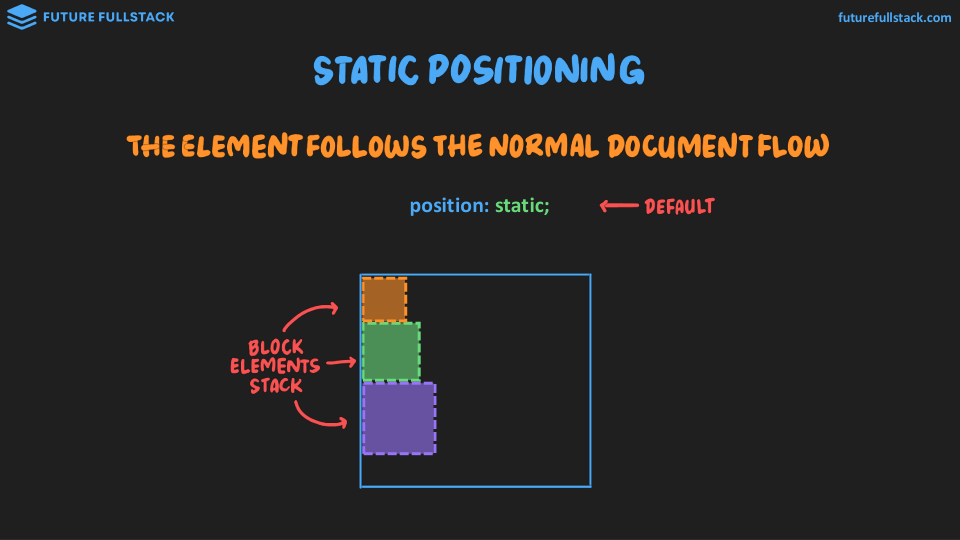 FUTURE FULLSTACK
futurefullstack.com
STATIC POSITIONING
THE ELEMENT FOLLOWS THE NORMAL DOCUMENT FLOW
position: static;
DEFAULT
BLOCK
ELEMENTS
STACK